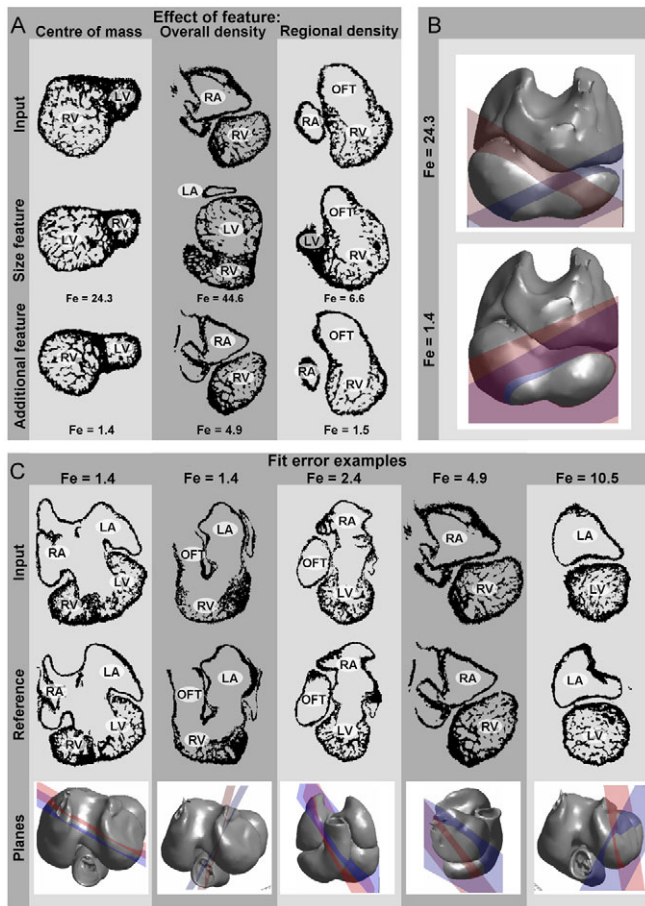 A
Effect of feature:
Centre of mass Overall density Regional density
Input
LV
RV
RA
RV
OFT
RA
RV
Size feature
RV
LV
LA
LV
RV
OFT
LV
RV
Fe = 24.3 Fe = 44.6 Fe = 6.6
Additional feature
RV
LV
RA
RV
OFT
RA
RV
Fe = 1.4 Fe = 4.9 Fe = 1.5
B
Fe = 24.3
Fe = 1.4
C
Fit error examples
Fe = 1.4 Fe = 1.4 Fe = 2.4 Fe = 4.9 Fe = 10.5
Input
LA
RA
LV
RV
LA
OFT
RV
RA
OFT
LV
RA
RV
LA
LV
Reference
LA
RA
LV
RV
LA
OFT
RV
RA
OFT
LV
RA
RV
LA
LV
Planes